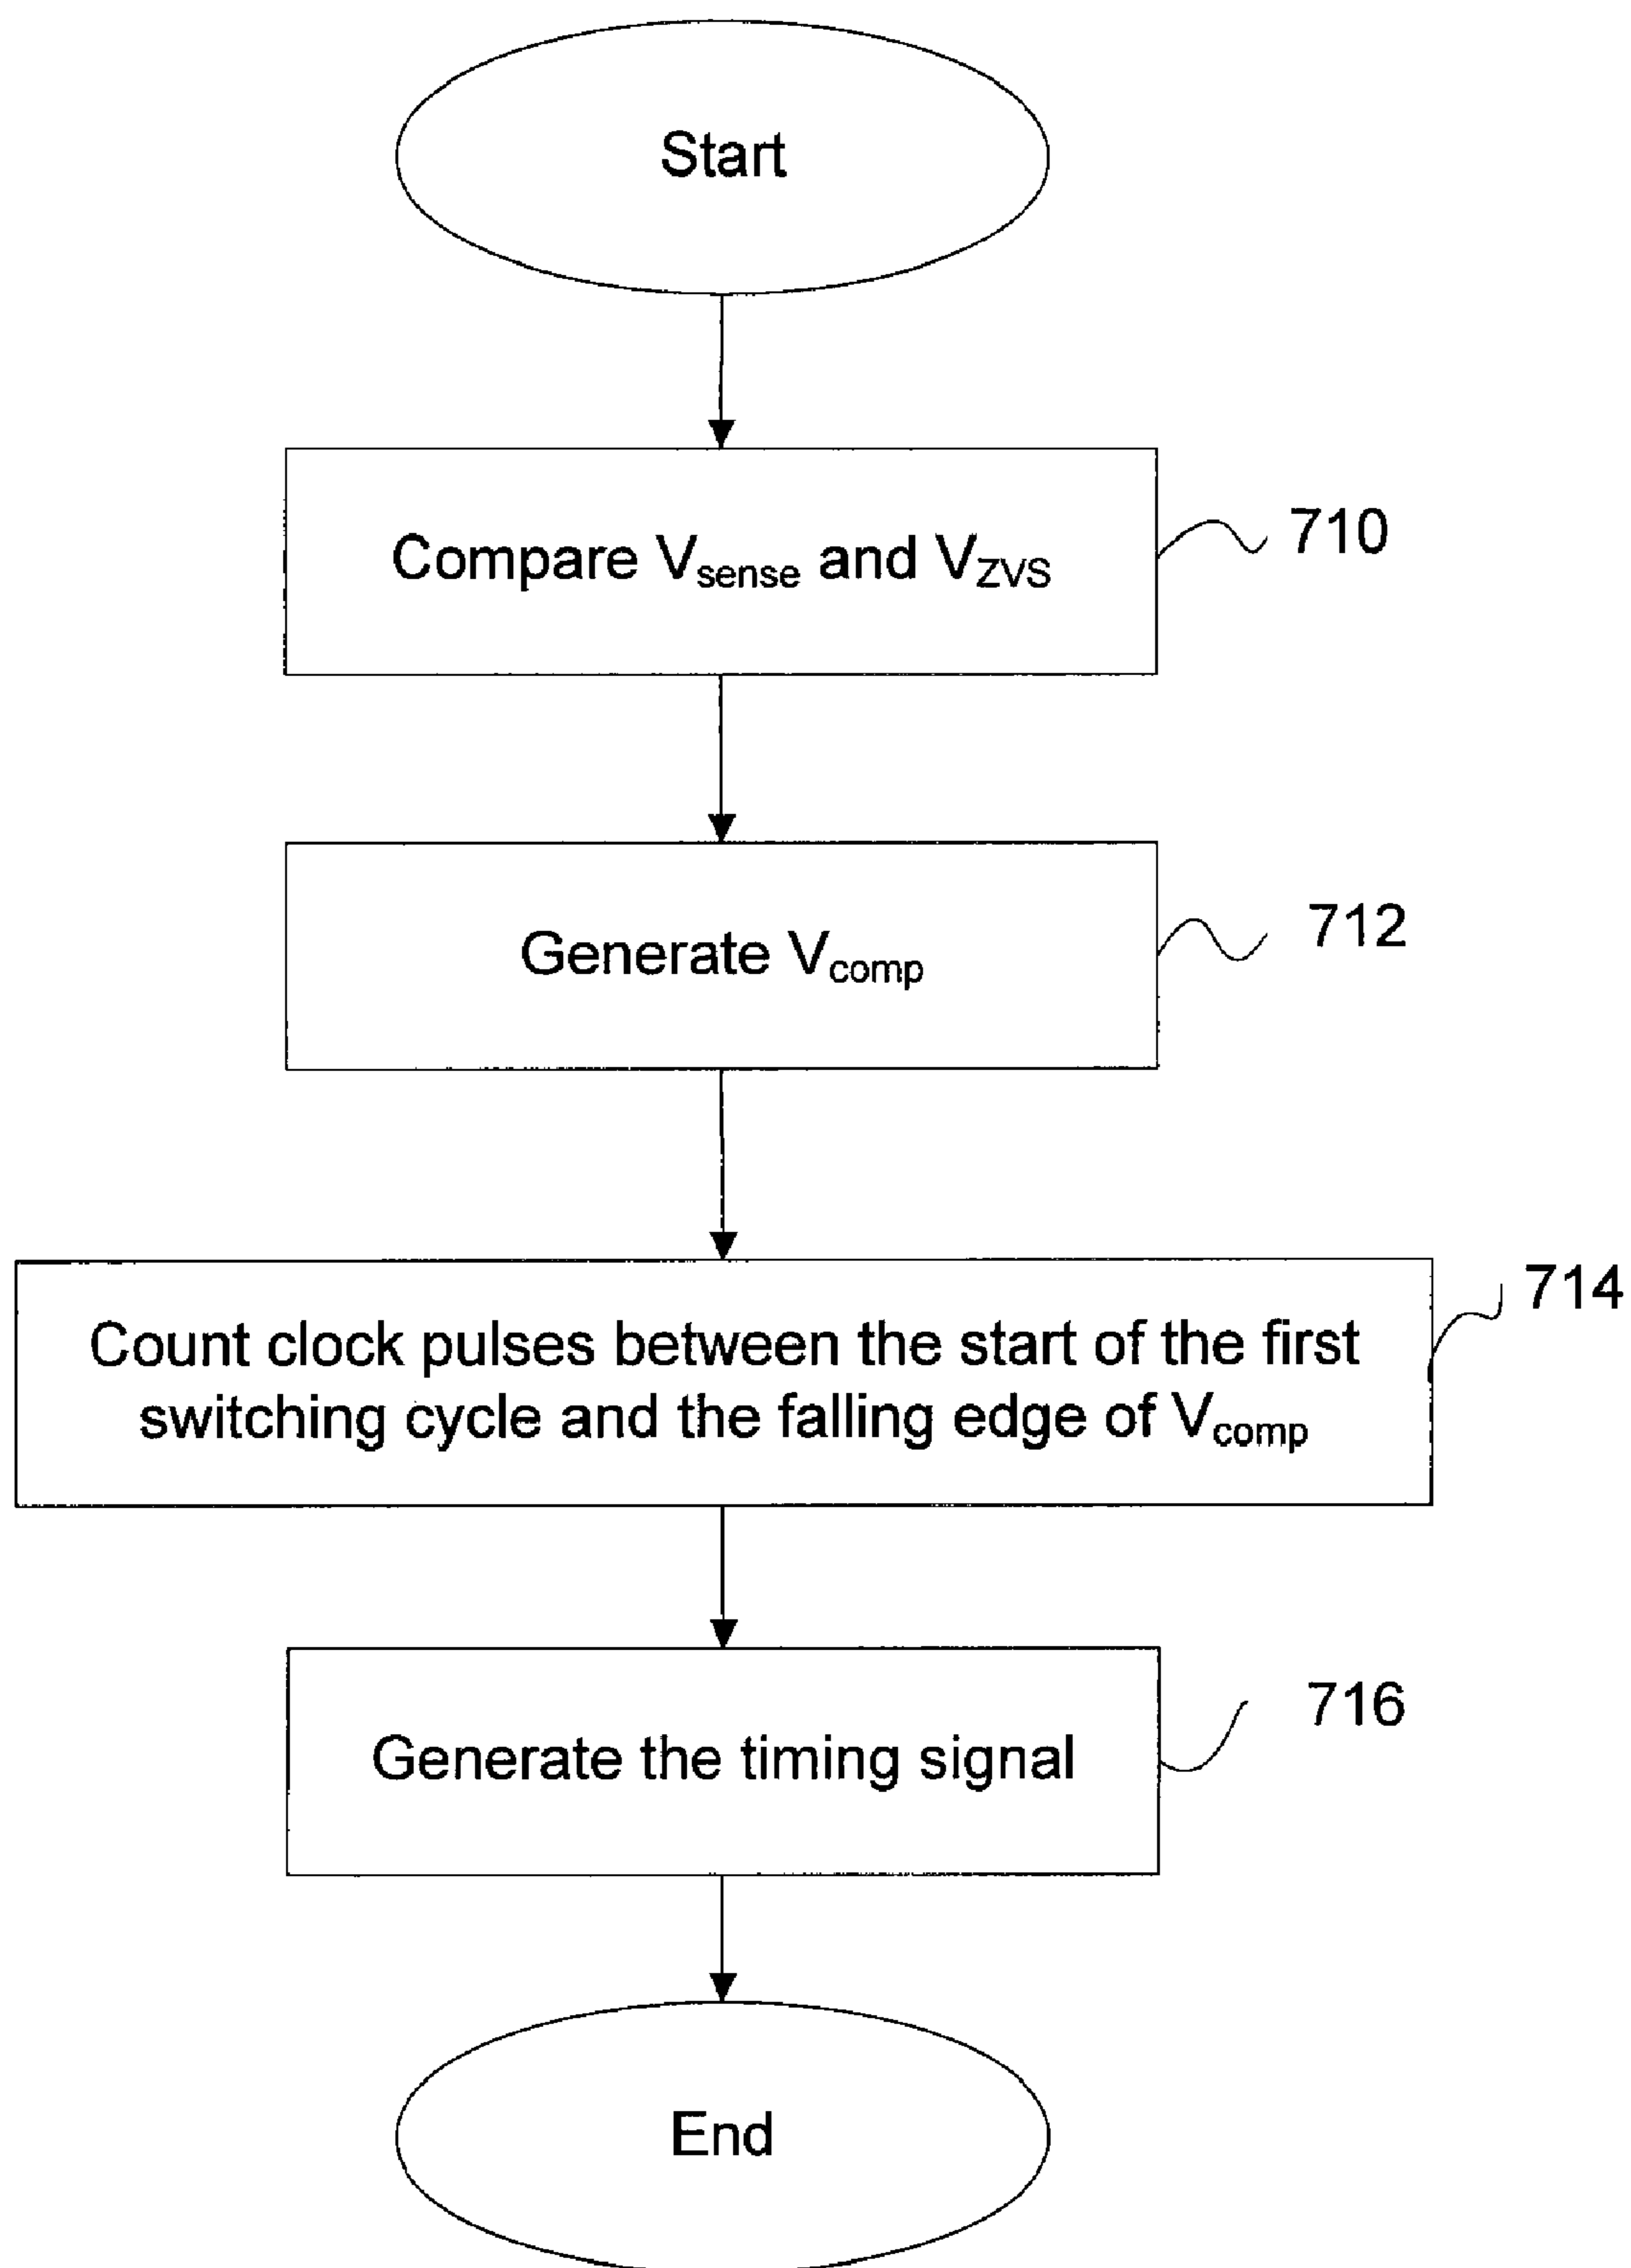 Start
Compare Vsense and VZVS
710
Generate Vcomp
712
714
Count clock pulses between the start of the first
switching cycle and the falling edge of Vcomp
716
Generate the timing signal
End